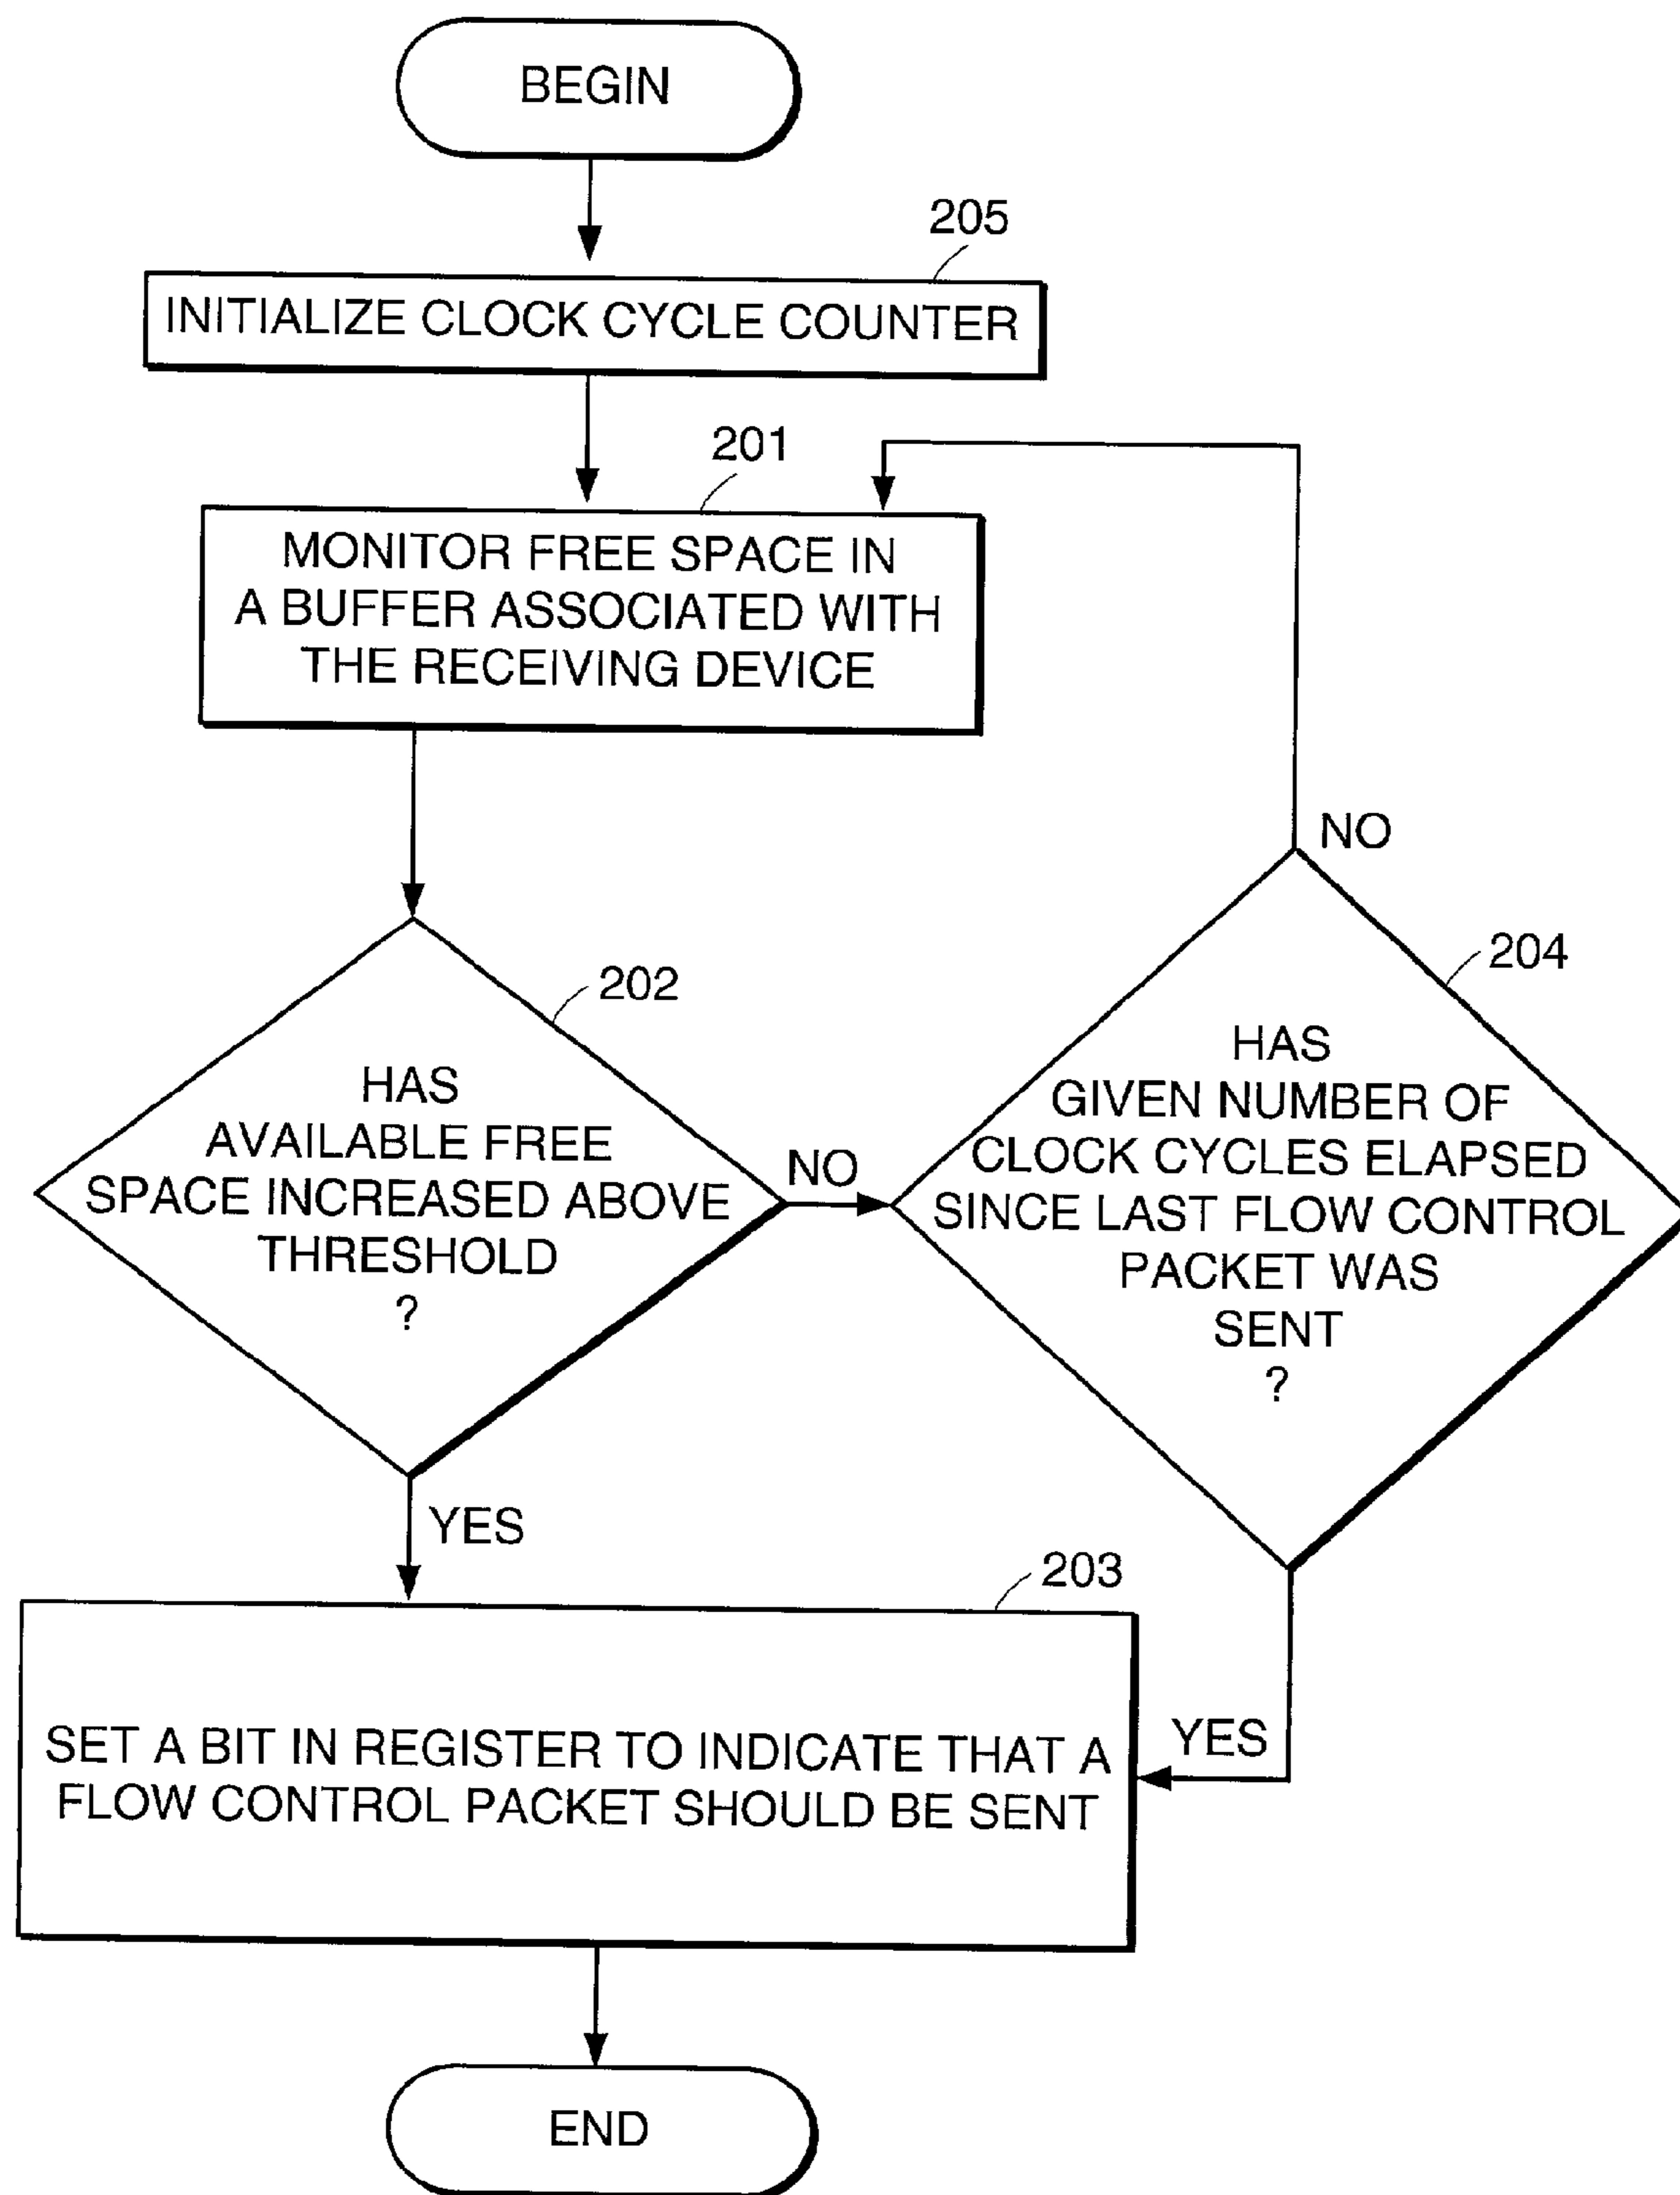 BEGIN
205
INITIALIZE CLOCK CYCLE COUNTER
201
MONITOR FREE SPACE IN
A BUFFER ASSOCIATED WITH
THE RECEIVING DEVICE
NO
202
HAS
AVAILABLE FREE
SPACE INCREASED ABOVE
THRESHOLD
?
NO
204
HAS
GIVEN NUMBER OF
CLOCK CYCLES ELAPSED
SINCE LAST FLOW CONTROL
PACKET WAS
SENT
?
YES
203
SET A BIT IN REGISTER TO INDICATE THAT A
FLOW CONTROL PACKET SHOULD BE SENT
YES
END